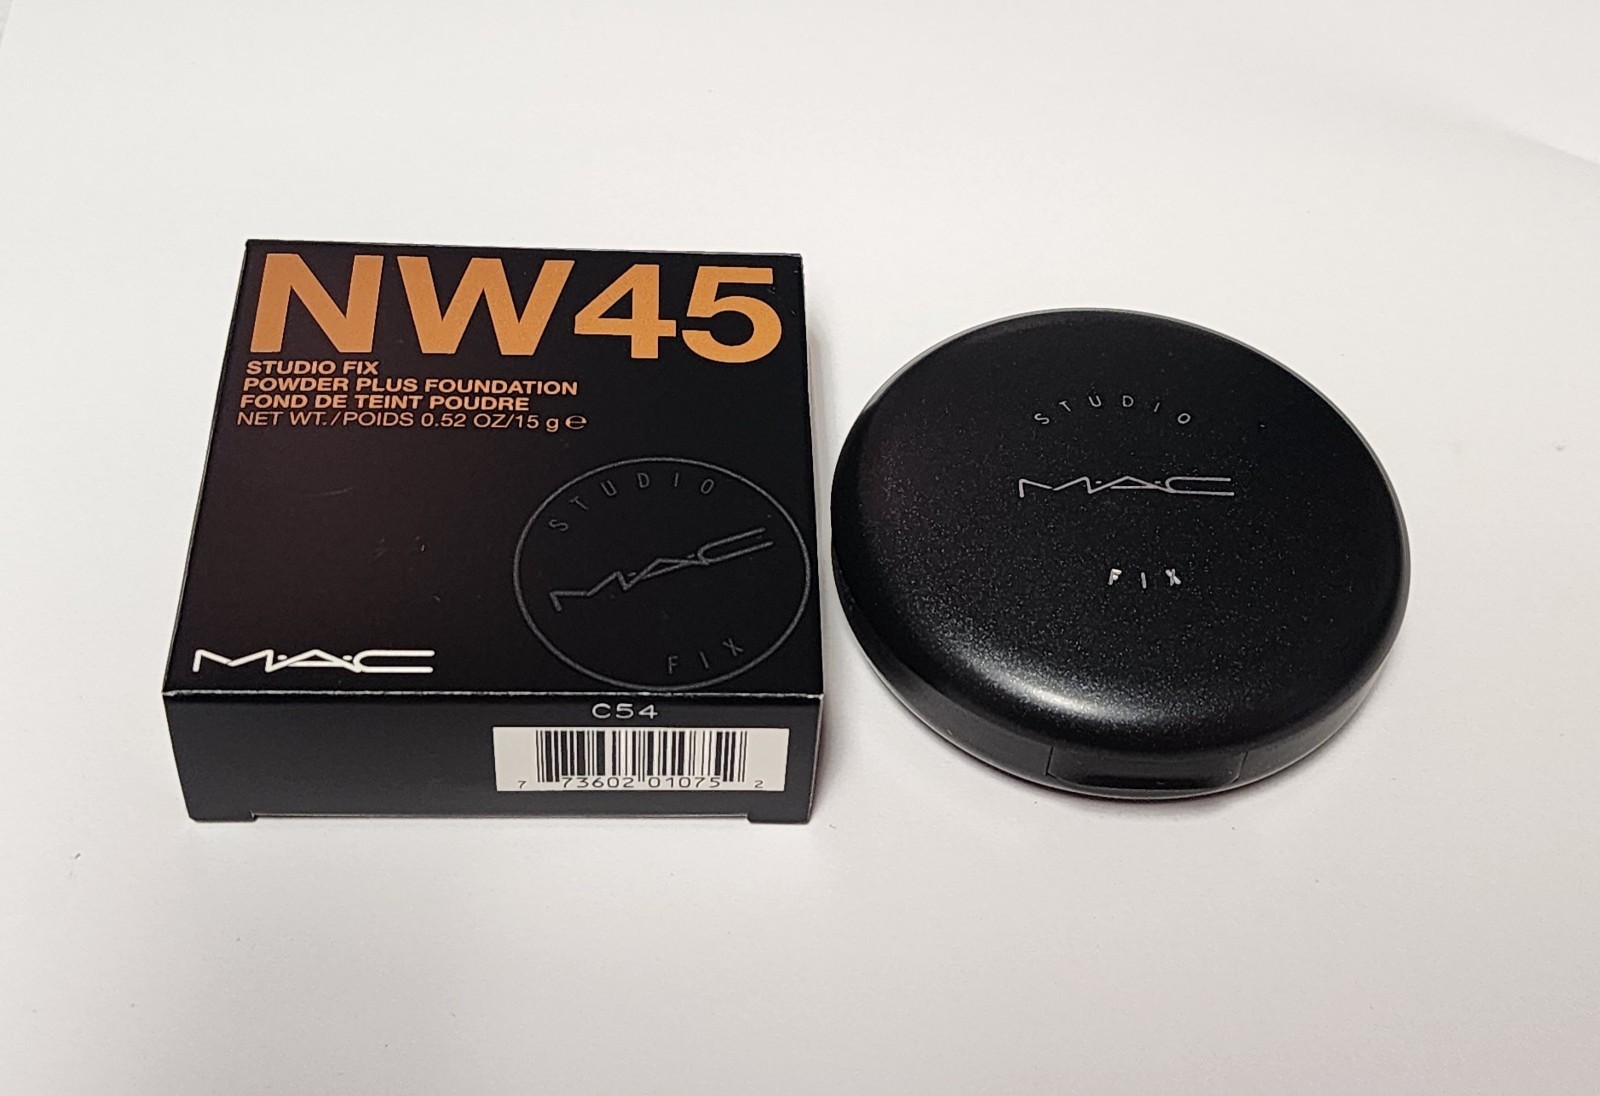 NW45
STUDIO FIX
POWDER PLUS FOUNDATION
FOND DE TEINT POUDRE
NET WT./POIDS 0.52 OZ/15 g ℮
STUDIO
M·A·C
FIX
M·A·C
C54
7 73602 01075 2
STUDIO
M·A·C
FIX